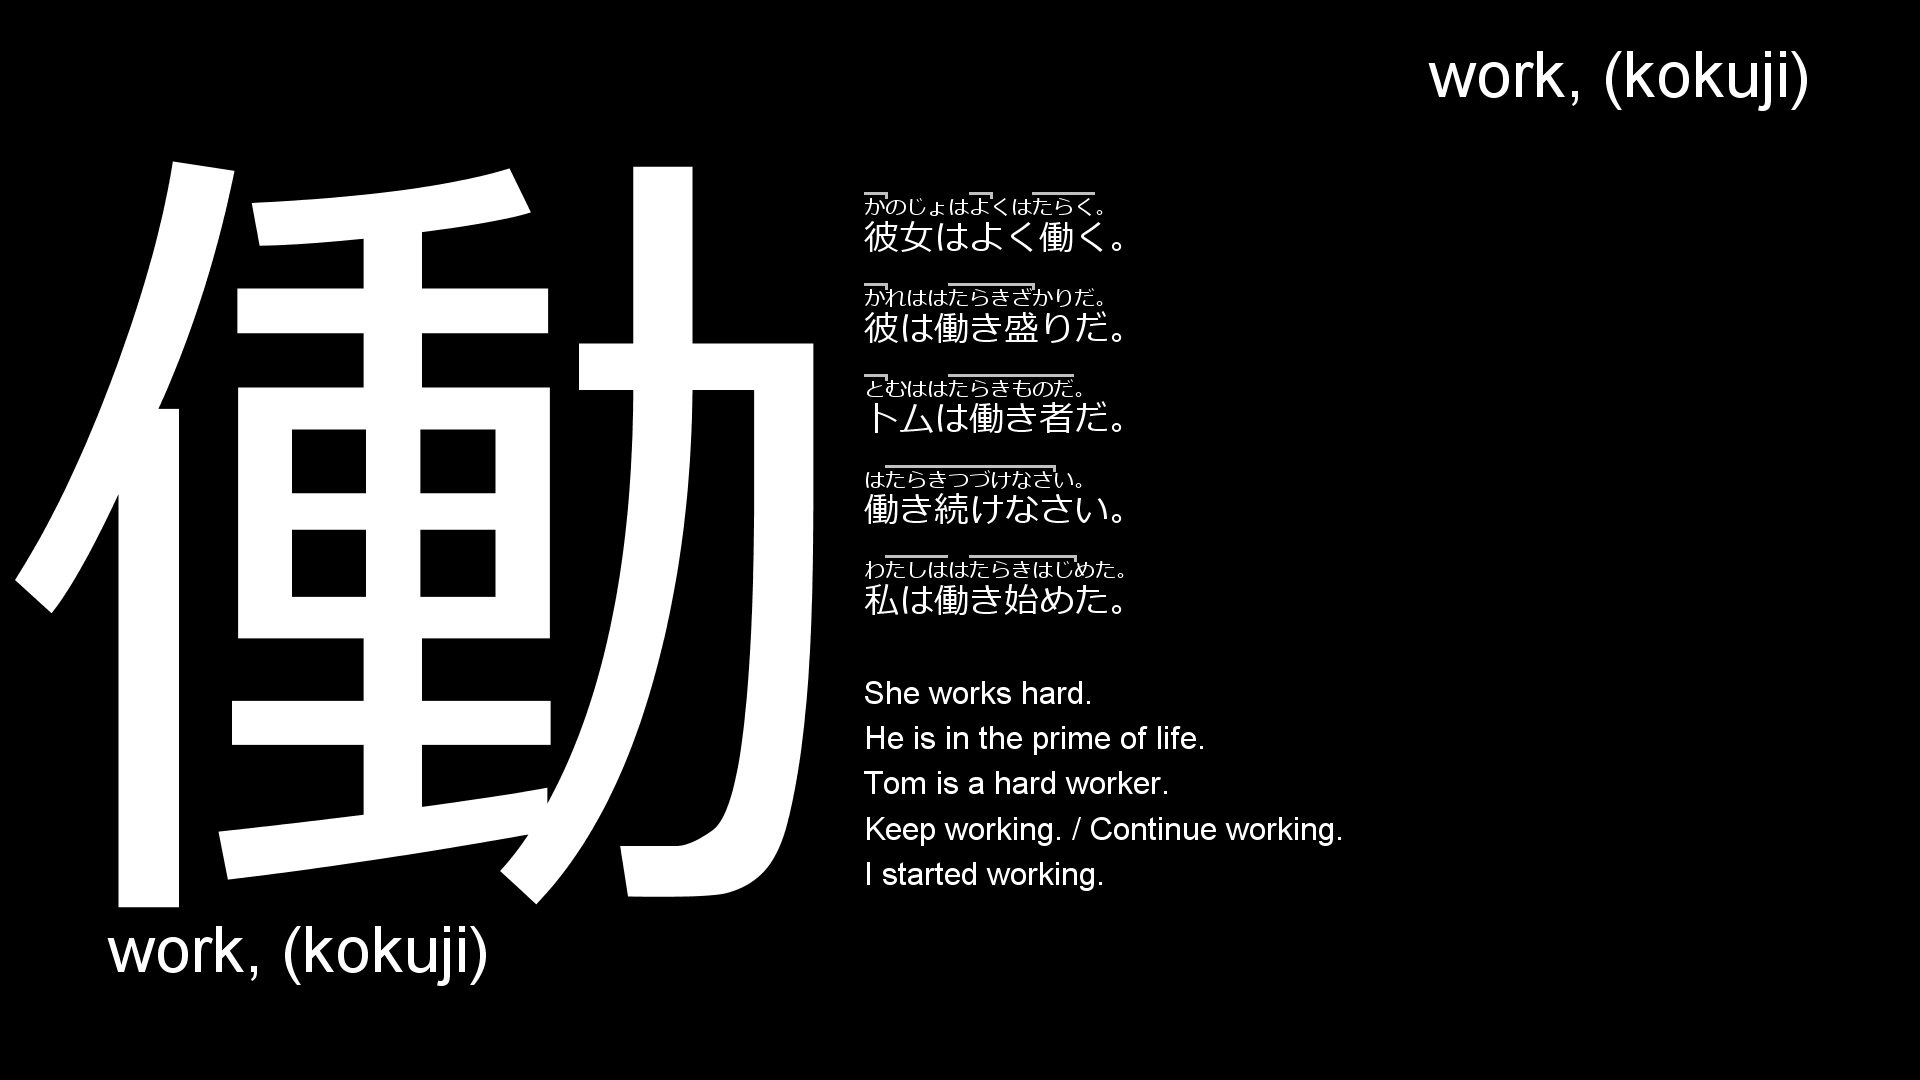 work, (kokuji)
働
かのじょはよくはたらく。
彼女はよく働く。
かれははたらきざかりだ。
彼は働き盛りだ。
とむははたらきものだ。
トムは働き者だ。
はたらきつづけなさい。
働き続けなさい。
わたしははたらきはじめた。
私は働き始めた。
She works hard.
He is in the prime of life.
Tom is a hard worker.
Keep working. / Continue working.
I started working.
work, (kokuji)